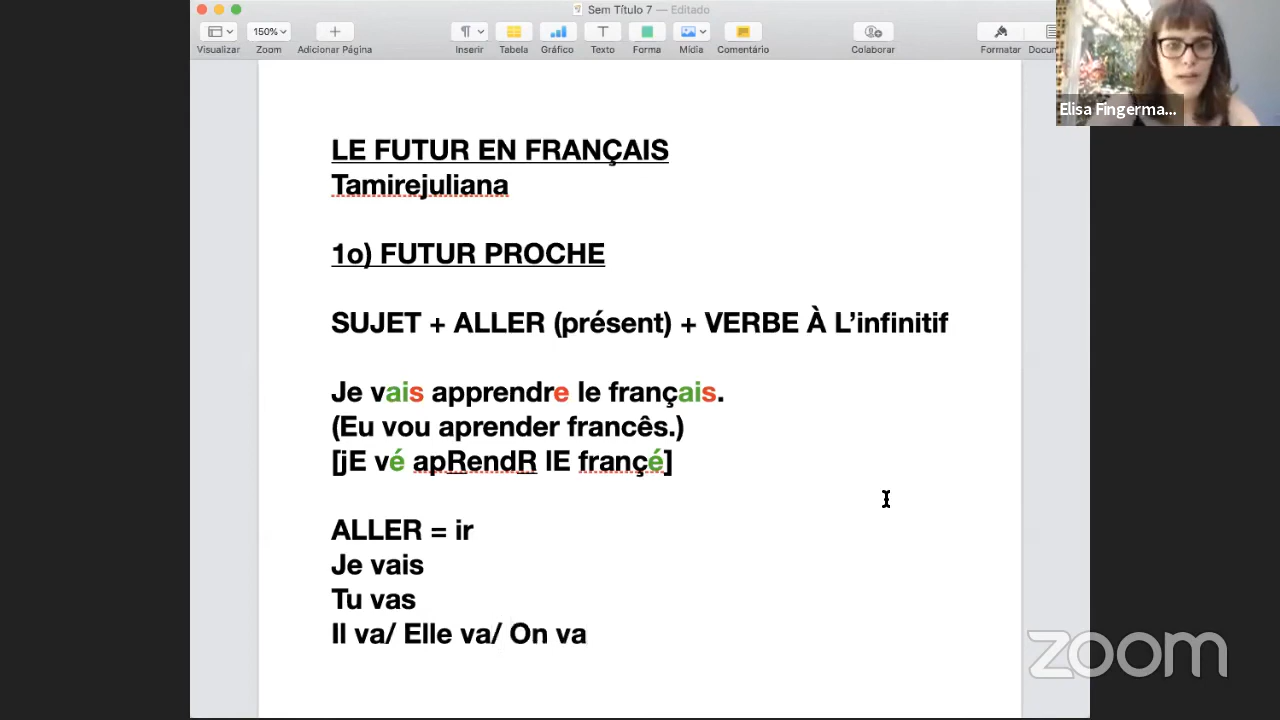 Sem Título 7 — Editado
150%
Visualizar Zoom Adicionar Página Inserir Tabela Gráfico Texto Forma Mídia Comentário Colaborar Formatar
Elisa Fingerma...
LE FUTUR EN FRANÇAIS
Tamirejuliana
1o) FUTUR PROCHE
SUJET + ALLER (présent) + VERBE À L’infinitif
Je vais apprendre le français.
(Eu vou aprender francês.)
[jE vé apRendR lE françé]
ALLER = ir
Je vais
Tu vas
Il va/ Elle va/ On va
zoom